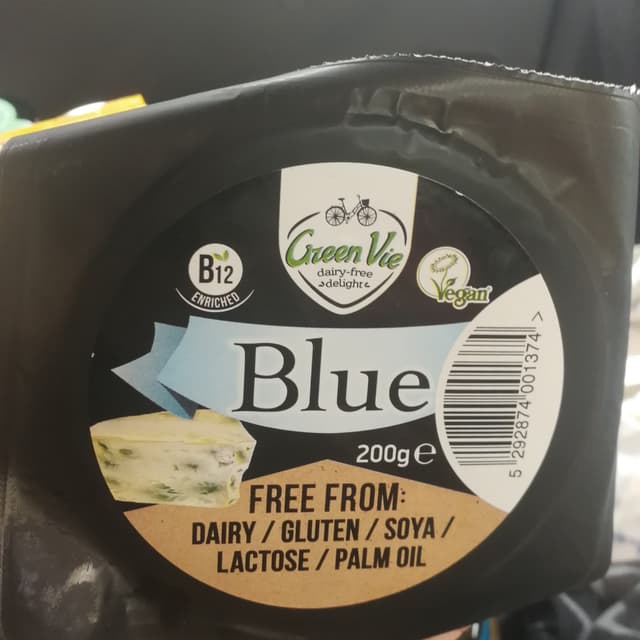 Green Vie
dairy-free
delight
B12
ENRICHED
Vegan
Blue
200g e
5 292874 001374 >
FREE FROM:
DAIRY / GLUTEN / SOYA /
LACTOSE / PALM OIL